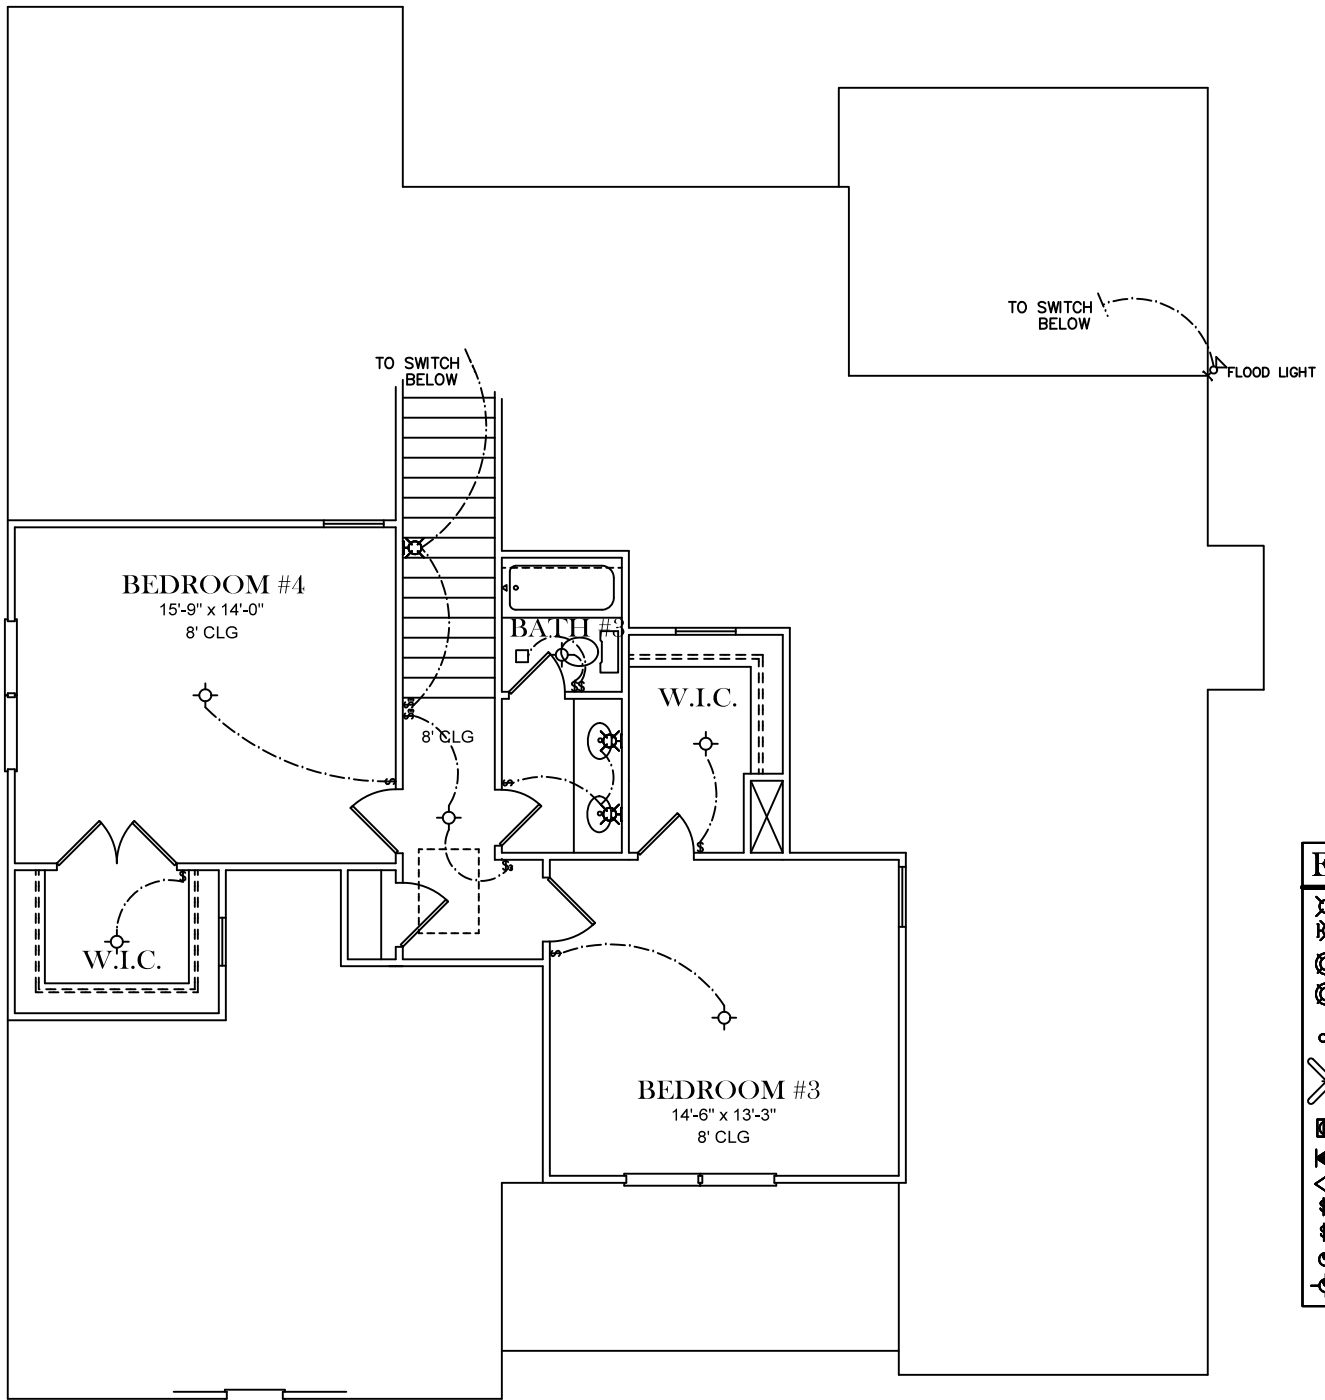 TO SWITCH
BELOW
FLOOD LIGHT
TO SWITCH
BELOW
BEDROOM #4
15'-9" x 14'-0"
8' CLG
BATH #3
W.I.C.
8' CLG
W.I.C.
BEDROOM #3
14'-6" x 13'-3"
8' CLG